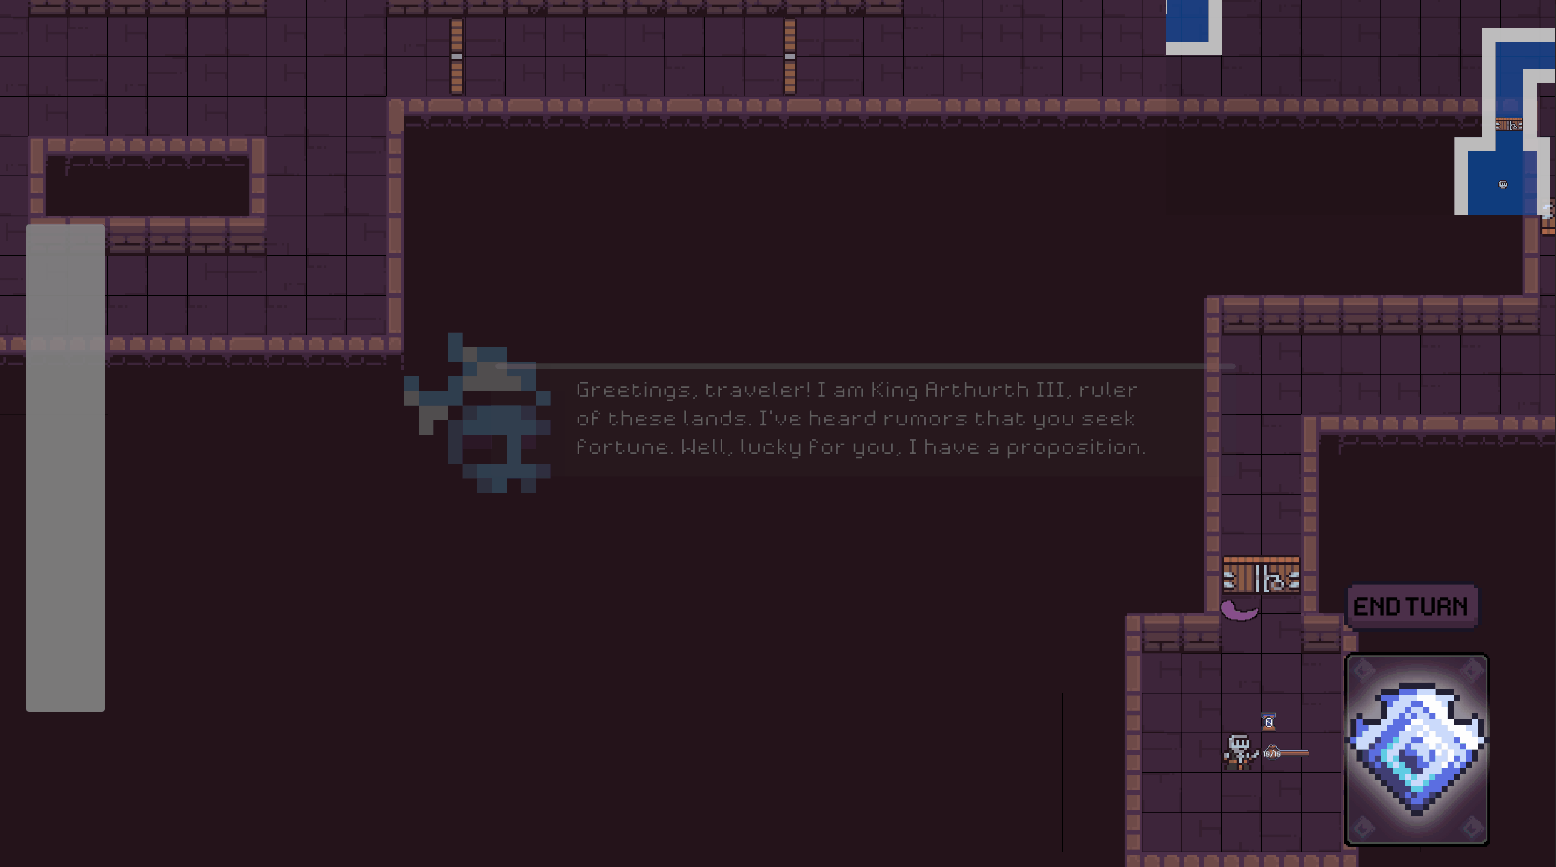 Greetings, traveler! I am King Arthurth III, ruler
of these lands. I've heard rumors that you seek
fortune. Well, lucky for you, I have a proposition.
END TURN